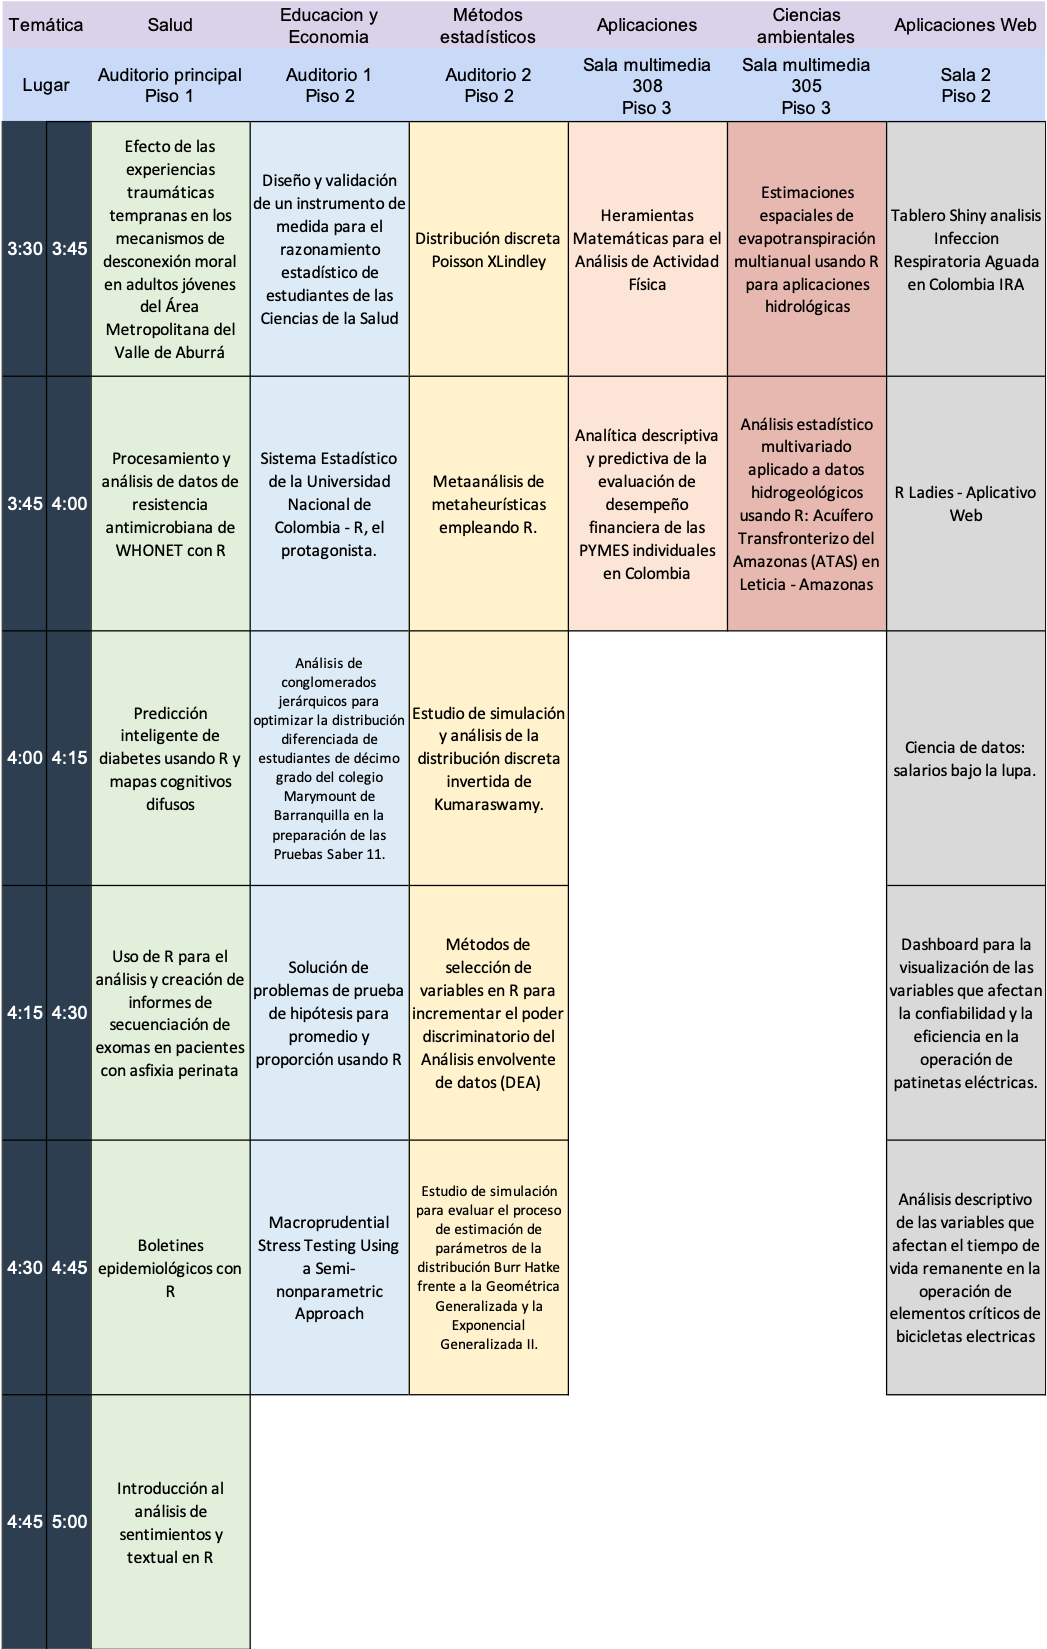 Temática
Salud
Educacion y
Economia
Métodos
estadísticos
Aplicaciones
Ciencias
ambientales
Aplicaciones Web
Lugar
Auditorio principal
Piso 1
Auditorio 1
Piso 2
Auditorio 2
Piso 2
Sala multimedia
308
Piso 3
Sala multimedia
305
Piso 3
Sala 2
Piso 2
3:30 3:45
Efecto de las
experiencias
traumáticas
tempranas en los
mecanismos de
desconexión moral
en adultos jóvenes
del Área
Metropolitana del
Valle de Aburrá
Diseño y validación
de un instrumento de
medida para el
razonamiento
estadístico de
estudiantes de las
Ciencias de la Salud
Distribución discreta
Poisson XLindley
Heramientas
Matemáticas para el
Análisis de Actividad
Física
Estimaciones
espaciales de
evapotranspiración
multianual usando R
para aplicaciones
hidrológicas
Tablero Shiny analisis
Infeccion
Respiratoria Aguada
en Colombia IRA
3:45 4:00
Procesamiento y
análisis de datos de
resistencia
antimicrobiana de
WHONET con R
Sistema Estadístico
de la Universidad
Nacional de
Colombia - R, el
protagonista.
Metaanálisis de
metaheurísticas
empleando R.
Analítica descriptiva
y predictiva de la
evaluación de
desempeño
financiera de las
PYMES individuales
en Colombia
Análisis estadístico
multivariado
aplicado a datos
hidrogeológicos
usando R: Acuífero
Transfronterizo del
Amazonas (ATAS) en
Leticia - Amazonas
R Ladies - Aplicativo
Web
4:00 4:15
Predicción
inteligente de
diabetes usando R y
mapas cognitivos
difusos
Análisis de
conglomerados
jerárquicos para
optimizar la distribución
diferenciada de
estudiantes de décimo
grado del colegio
Marymount de
Barranquilla en la
preparación de las
Pruebas Saber 11.
Estudio de simulación
y análisis de la
distribución discreta
invertida de
Kumaraswamy.
Ciencia de datos:
salarios bajo la lupa.
4:15 4:30
Uso de R para el
análisis y creación de
informes de
secuenciación de
exomas en pacientes
con asfixia perinata
Solución de
problemas de prueba
de hipótesis para
promedio y
proporción usando R
Métodos de
selección de
variables en R para
incrementar el poder
discriminatorio del
Análisis envolvente
de datos (DEA)
Dashboard para la
visualización de las
variables que afectan
la confiabilidad y la
eficiencia en la
operación de
patinetas eléctricas.
4:30 4:45
Boletines
epidemiológicos con
R
Macroprudential
Stress Testing Using
a Semi-
nonparametric
Approach
Estudio de simulación
para evaluar el proceso
de estimación de
parámetros de la
distribución Burr Hatke
frente a la Geométrica
Generalizada y la
Exponencial
Generalizada II.
Análisis descriptivo
de las variables que
afectan el tiempo de
vida remanente en la
operación de
elementos críticos de
bicicletas electricas
4:45 5:00
Introducción al
análisis de
sentimientos y
textual en R